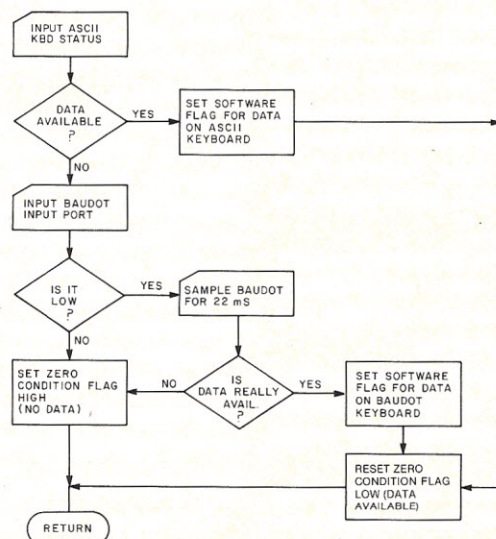 INPUT ASCII
KBD STATUS
DATA
AVAILABLE
?
YES
SET SOFTWARE
FLAG FOR DATA
ON ASCII
KEYBOARD
NO
INPUT BAUDOT
INPUT PORT
IS IT
LOW
?
YES
SAMPLE BAUDOT
FOR 22 mS
NO
SET ZERO
CONDITION FLAG
HIGH
(NO DATA)
NO
IS
DATA REALLY
AVAIL.
?
YES
SET SOFTWARE
FLAG FOR DATA
ON BAUDOT
KEYBOARD
RESET ZERO
CONDITION FLAG
LOW (DATA
AVAILABLE)
RETURN